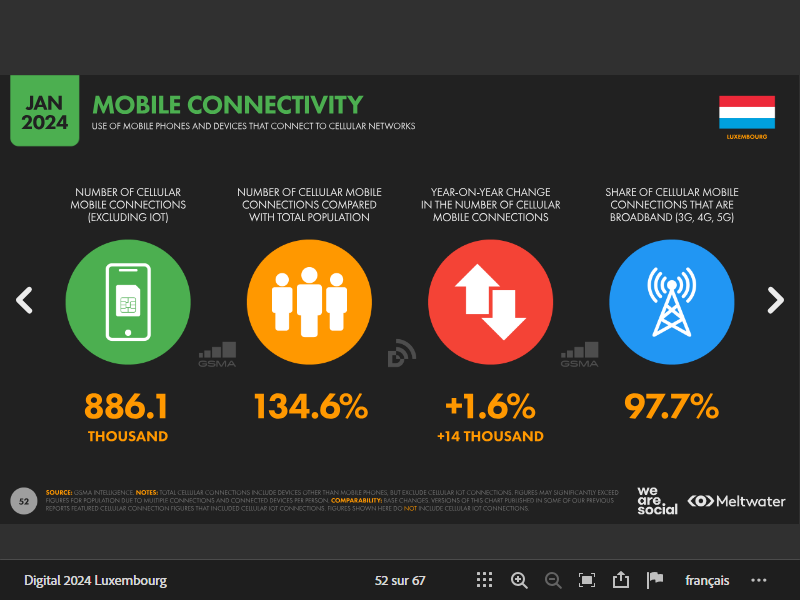 JAN
2024
MOBILE CONNECTIVITY
USE OF MOBILE PHONES AND DEVICES THAT CONNECT TO CELLULAR NETWORKS
LUXEMBOURG
NUMBER OF CELLULAR
MOBILE CONNECTIONS
(EXCLUDING IOT)
NUMBER OF CELLULAR MOBILE
CONNECTIONS COMPARED
WITH TOTAL POPULATION
YEAR-ON-YEAR CHANGE
IN THE NUMBER OF CELLULAR
MOBILE CONNECTIONS
SHARE OF CELLULAR MOBILE
CONNECTIONS THAT ARE
BROADBAND (3G, 4G, 5G)
GSMA
GSMA
886.1
THOUSAND
134.6%
+1.6%
+14 THOUSAND
97.7%
52
SOURCE: GSMA INTELLIGENCE. NOTES: TOTAL CELLULAR CONNECTIONS INCLUDE DEVICES OTHER THAN MOBILE PHONES, BUT EXCLUDE CELLULAR IOT CONNECTIONS. FIGURES MAY SIGNIFICANTLY EXCEED
FIGURES FOR POPULATION DUE TO MULTIPLE CONNECTIONS AND CONNECTED DEVICES PER PERSON. COMPARABILITY: BASE CHANGES. VERSIONS OF THIS CHART PUBLISHED IN SOME OF OUR PREVIOUS
REPORTS FEATURED CELLULAR CONNECTION FIGURES THAT INCLUDED CELLULAR IOT CONNECTIONS. FIGURES SHOWN HERE DO NOT INCLUDE CELLULAR IOT CONNECTIONS.
we
are.
social
Meltwater
Digital 2024 Luxembourg
52 sur 67
français